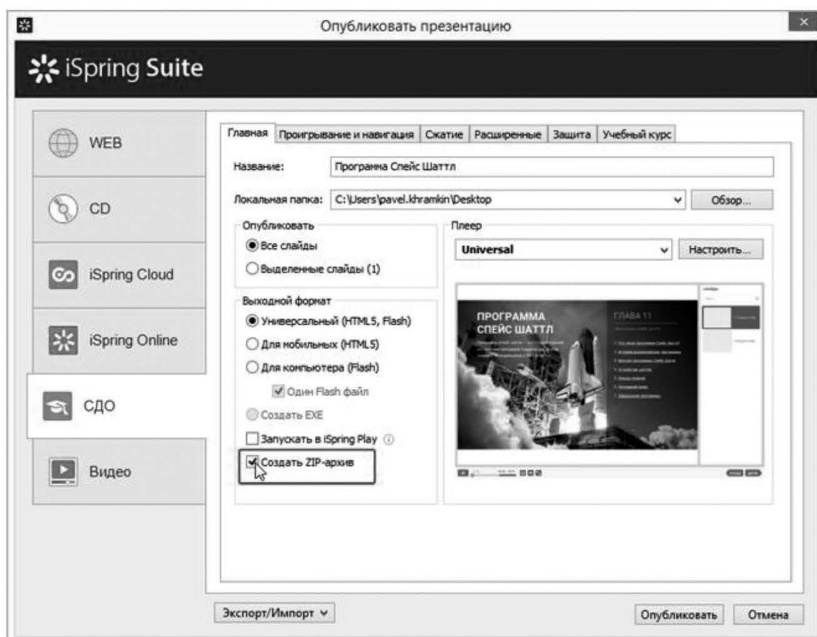 Опубликовать презентацию
iSpring Suite
WEB
CD
iSpring Cloud
iSpring Online
СДО
Видео
Главная
Проигрывание и навигация
Сжатие
Расширенные
Защита
Учебный курс
Название:
Программа Спейс Шаттл
Локальная папка:
C:\Users\pavel.khramkin\Desktop
Обзор...
Опубликовать
Все слайды
Выделенные слайды (1)
Выходной формат
Универсальный (HTML5, Flash)
Для мобильных (HTML5)
Для компьютера (Flash)
Один Flash файл
Создать EXE
Запускать в iSpring Play
Создать ZIP-архив
Плеер
Universal
Настроить...
ПРОГРАММА
СПЕЙС ШАТТЛ
ГЛАВА 11
Экспорт/Импорт
Опубликовать
Отмена